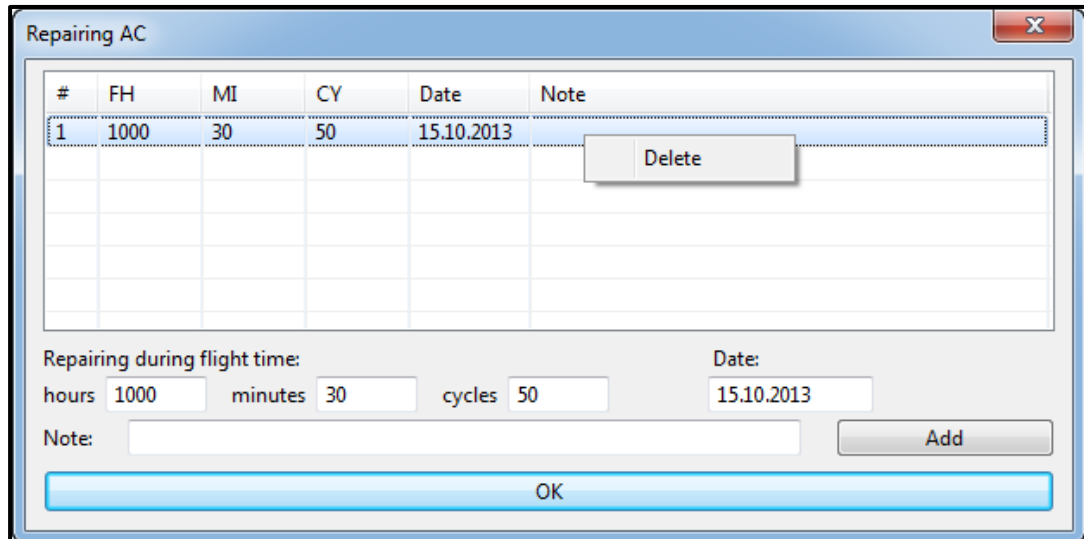 Repairing AC
# FH MI CY Date Note
1 1000 30 50 15.10.2013
Delete
Repairing during flight time: Date:
hours 1000 minutes 30 cycles 50 15.10.2013
Note: Add
OK